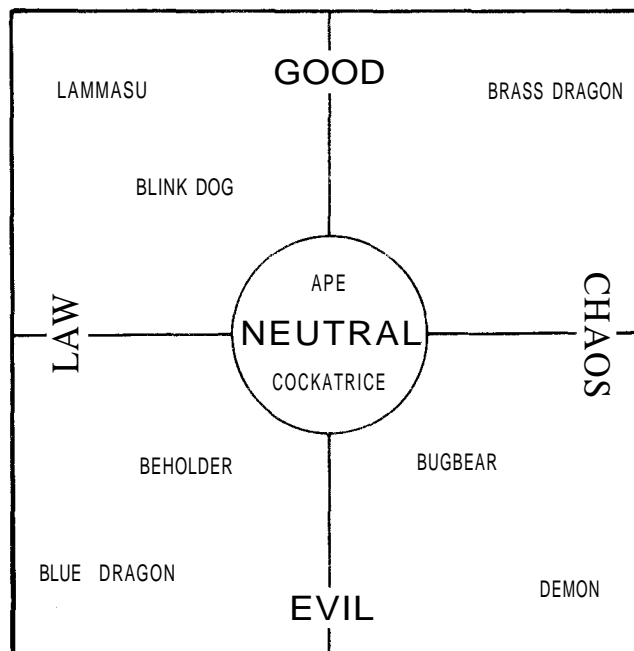 GOOD
LAMMASU
BRASS DRAGON
BLINK DOG
APE
LAW
NEUTRAL
CHAOS
COCKATRICE
BEHOLDER
BUGBEAR
BLUE DRAGON
DEMON
EVIL